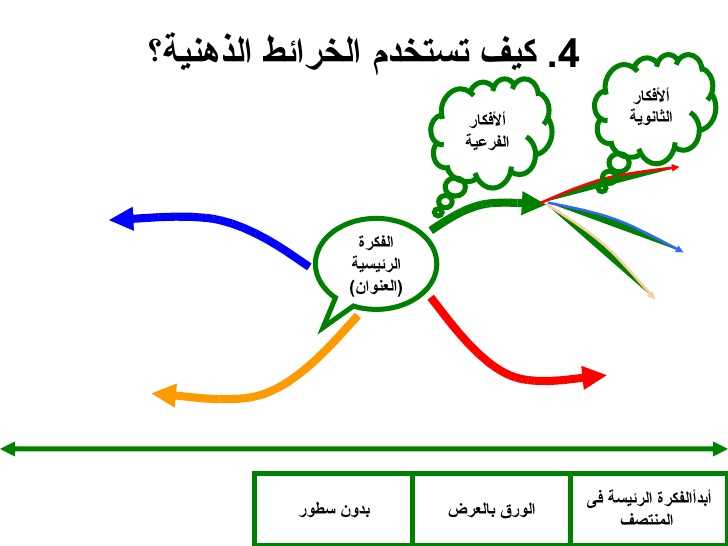 4. كيف تستخدم الخرائط الذهنية؟
ألأفكار
الثانوية
ألأفكار
الفرعية
الفكرة
الرئيسية
(العنوان)
أبدأالفكرة الرئيسة فى
المنتصف
الورق بالعرض
بدون سطور